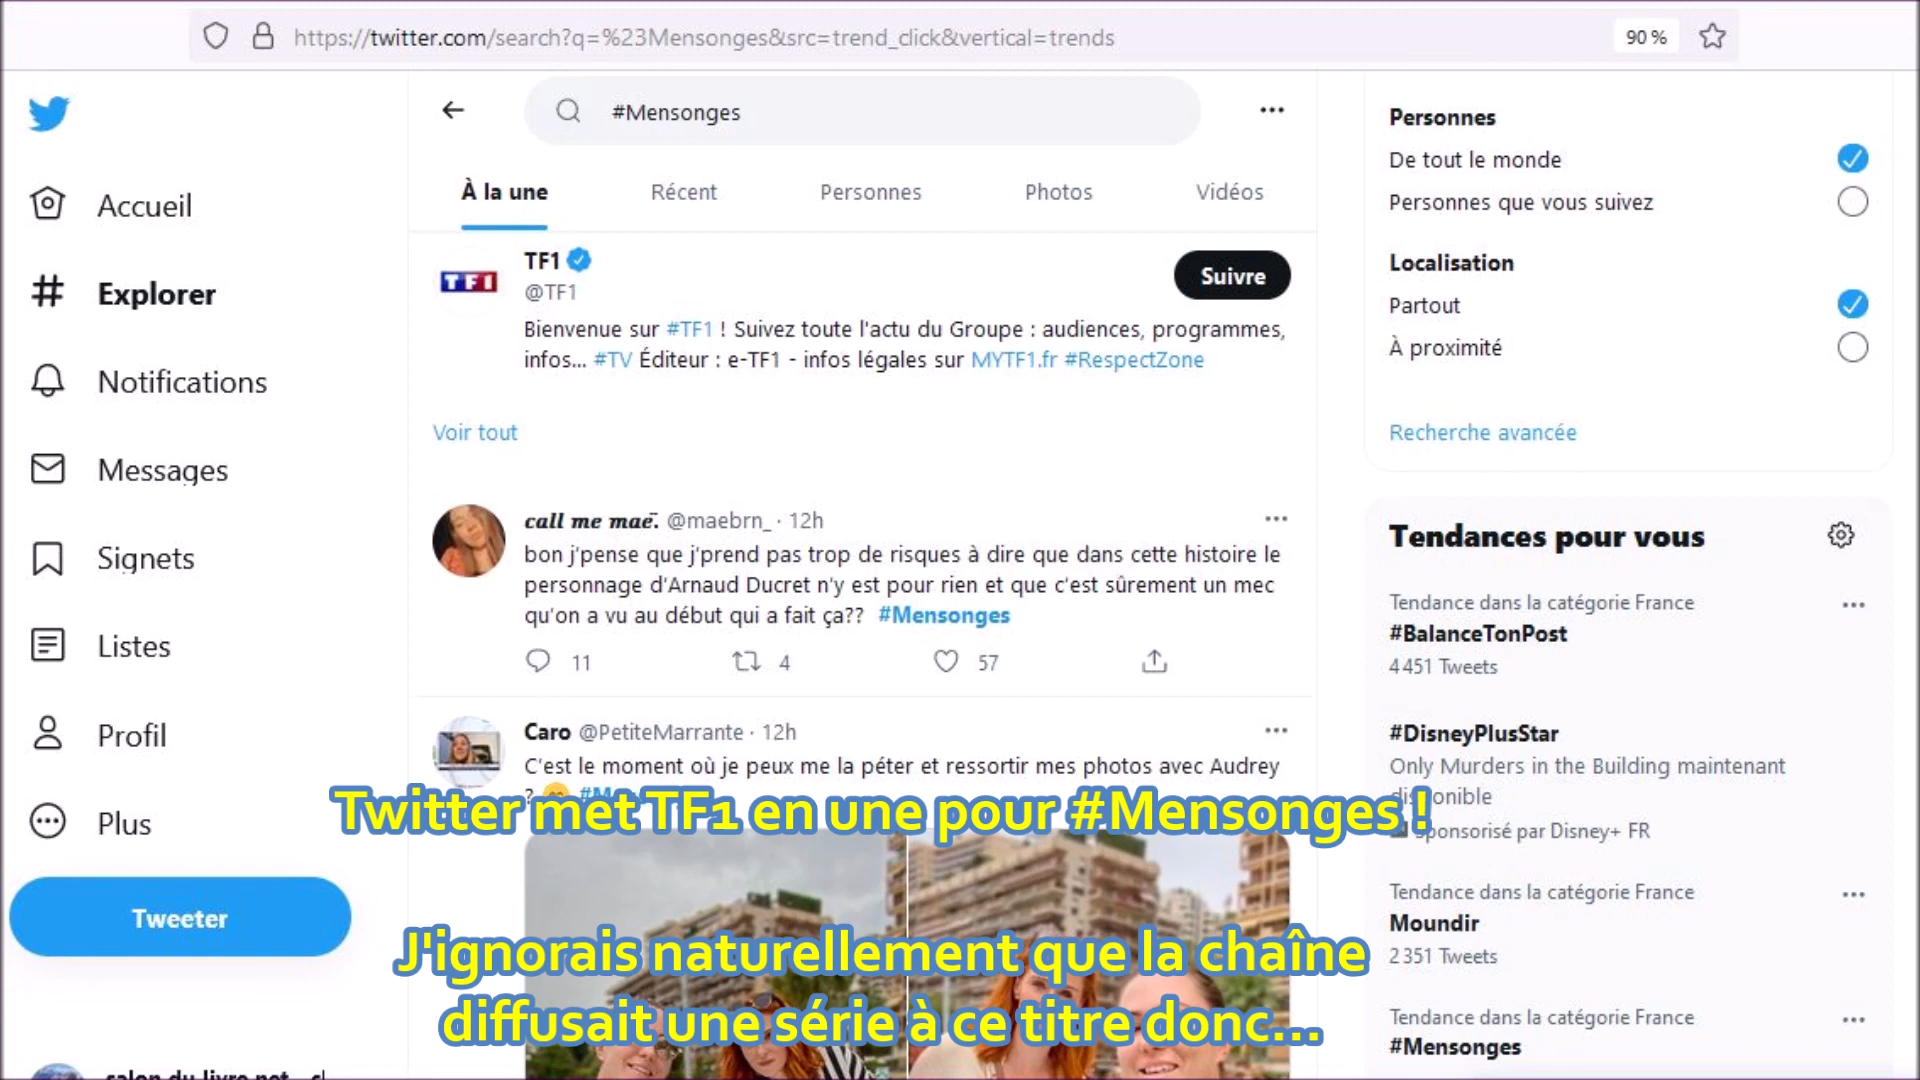 https://twitter.com/search?q=%23Mensonges&src=trend_click&vertical=trends
90 %
#Mensonges
À la une
Récent
Personnes
Photos
Vidéos
Accueil
Explorer
Notifications
Messages
Signets
Listes
Profil
Plus
Tweeter
TF1
TF1
@TF1
Suivre
Bienvenue sur #TF1 ! Suivez toute l'actu du Groupe : audiences, programmes,
infos... #TV Éditeur : e-TF1 - infos légales sur MYTF1.fr #RespectZone
Voir tout
call me mae. @maebrn_ · 12h
bon j'pense que j'prend pas trop de risques à dire que dans cette histoire le
personnage d'Arnaud Ducret n'y est pour rien et que c'est sûrement un mec
qu'on a vu au début qui a fait ça?? #Mensonges
11
4
57
Caro @PetiteMarrante · 12h
C'est le moment où je peux me la péter et ressortir mes photos avec Audrey
?
Twitter met TF1 en une pour #Mensonges !
J'ignorais naturellement que la chaîne
diffusait une série à ce titre donc...
Personnes
De tout le monde
Personnes que vous suivez
Localisation
Partout
À proximité
Recherche avancée
Tendances pour vous
Tendance dans la catégorie France
#BalanceTonPost
4 451 Tweets
#DisneyPlusStar
Only Murders in the Building maintenant
disponible
Sponsorisé par Disney+ FR
Tendance dans la catégorie France
Moundir
2 351 Tweets
Tendance dans la catégorie France
#Mensonges